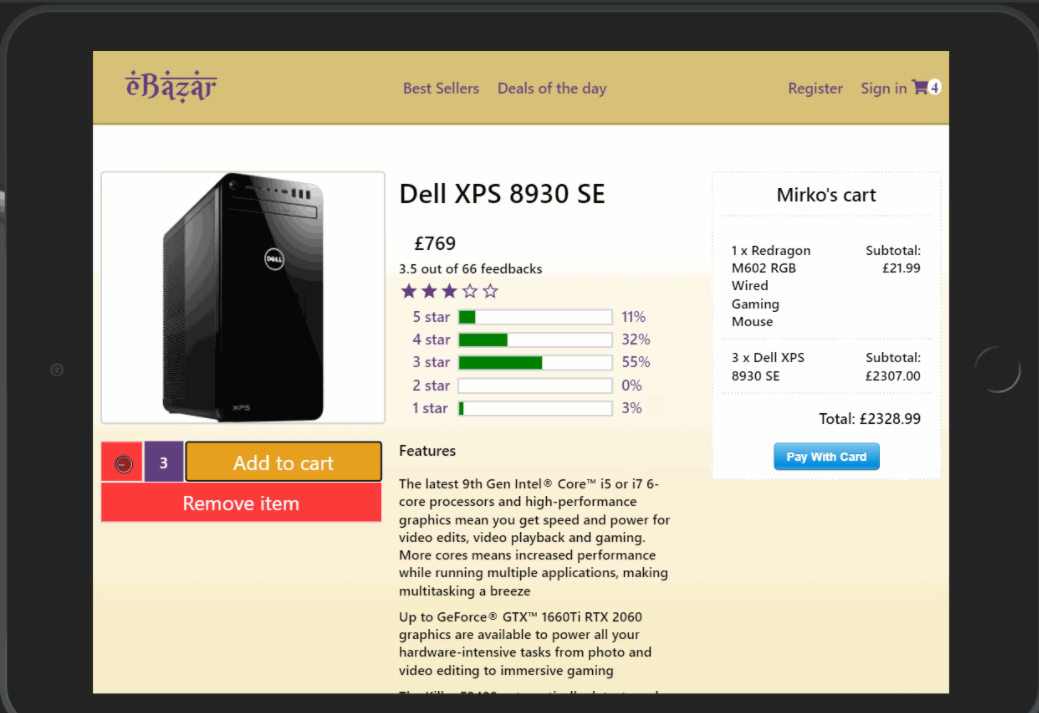 ėBazar
Best Sellers
Deals of the day
Register
Sign in
4
DELL
XPS
Dell XPS 8930 SE
£769
3.5 out of 66 feedbacks
5 star 11%
4 star 32%
3 star 55%
2 star 0%
1 star 3%
3
Add to cart
Remove item
Features
The latest 9th Gen Intel® Core™ i5 or i7 6-
core processors and high-performance
graphics mean you get speed and power for
video edits, video playback and gaming.
More cores means increased performance
while running multiple applications, making
multitasking a breeze
Up to GeForce® GTX™ 1660Ti RTX 2060
graphics are available to power all your
hardware-intensive tasks from photo and
video editing to immersive gaming
Mirko's cart
1 x Redragon
M602 RGB
Wired
Gaming
Mouse
Subtotal:
£21.99
3 x Dell XPS
8930 SE
Subtotal:
£2307.00
Total: £2328.99
Pay With Card